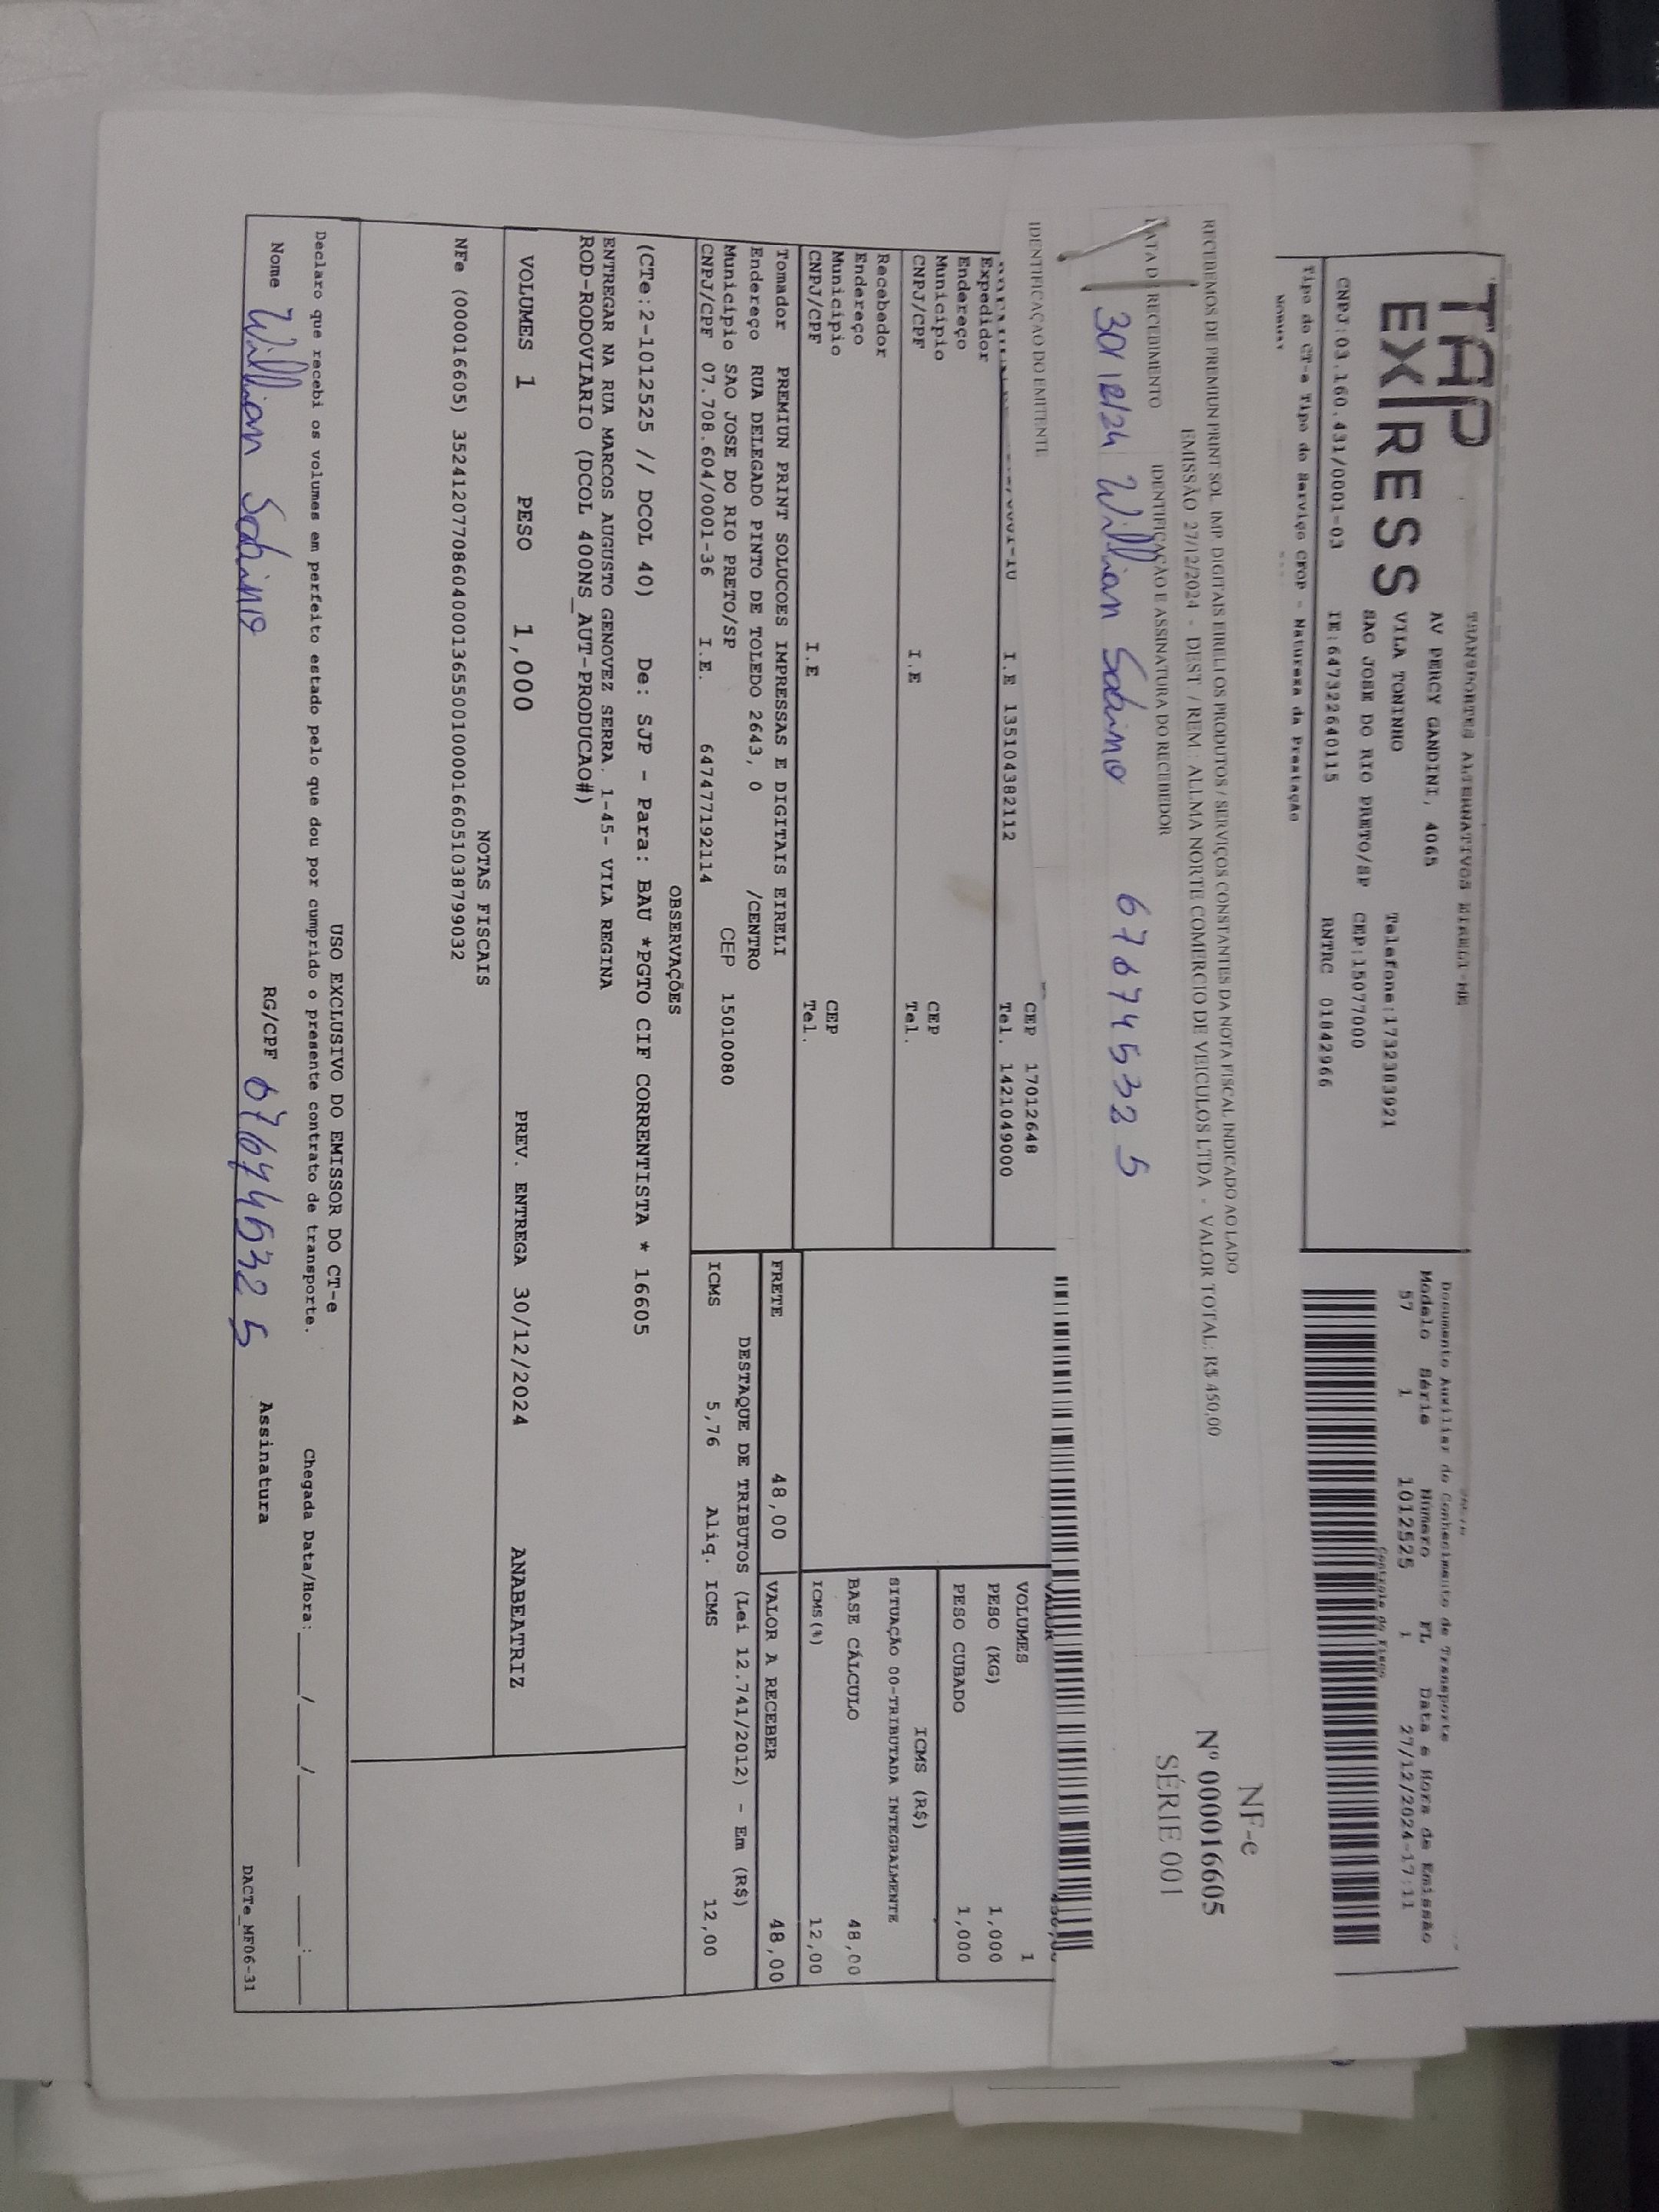 TAP
EXPRESS
TRANSPORTES ALTERNATIVOS EIRELI-ME
AV PERCY GANDINI, 4065
VILA TONINHO
SAO JOSE DO RIO PRETO/SP
Telefone:1732303921
CEP:15077000
CNPJ:03.160.431/0001-03 IE:647322640115 RNTRC 01842966
Documento Auxiliar do Conhecimento de Transporte
Modelo Série Número FL Data e Hora de Emissão
57 1 1012525 1 27/12/2024-17:11
Controle do Fisco
Tipo do CT-e Tipo do Serviço CFOP - Natureza da Prestação
RECEBEMOS DE PREMIUN PRINT SOL. IMP. DIGITAIS EIRELI OS PRODUTOS / SERVIÇOS CONSTANTES DA NOTA FISCAL INDICADO AO LADO
EMISSÃO 27/12/2024 - DEST. / REM.: ALLMA NORTE COMERCIO DE VEICULOS LTDA - VALOR TOTAL: R$ 450,00
NF-e
Nº 000016605
SÉRIE 001
DATA DE RECEBIMENTO IDENTIFICAÇÃO E ASSINATURA DO RECEBEDOR
30/12/24 Willian Sabino 676745325
IDENTIFICAÇAO DO EMITENTE
CEP 17012648
I.E 135104382112 Tel. 1421049000
Expedidor
Endereço
Município CEP
CNPJ/CPF I.E Tel.
Recebedor
Endereço
Município CEP
CNPJ/CPF I.E Tel.
VALOR
VOLUMES 1
PESO (KG) 1,000
PESO CUBADO 1,000
ICMS (R$)
SITUAÇÃO 00-TRIBUTADA INTEGRALMENTE
BASE CÁLCULO 48,00
ICMS(%) 12,00
Tomador PREMIUN PRINT SOLUCOES IMPRESSAS E DIGITAIS EIRELI
Endereço RUA DELEGADO PINTO DE TOLEDO 2643, 0 /CENTRO
Município SAO JOSE DO RIO PRETO/SP CEP 15010080
CNPJ/CPF 07.708.604/0001-36 I.E. 647477192114
FRETE 48,00 VALOR A RECEBER 48,00
DESTAQUE DE TRIBUTOS (Lei 12.741/2012) - Em (R$)
ICMS 5,76 Aliq. ICMS 12,00
OBSERVAÇÕES
(CTe:2-1012525 // DCOL 40) De: SJP - Para: BAU *PGTO CIF CORRENTISTA * 16605
ENTREGAR NA RUA MARCOS AUGUSTO GENOVEZ SERRA. 1-45- VILA REGINA
ROD-RODOVIARIO (DCOL 400NS_AUT-PRODUCAO#)
VOLUMES 1 PESO 1,000 PREV. ENTREGA 30/12/2024 ANABEATRIZ
NOTAS FISCAIS
NFe (000016605) 35241207708604000136550010000166051038799032
USO EXCLUSIVO DO EMISSOR DO CT-e
Declaro que recebi os volumes em perfeito estado pelo que dou por cumprido o presente contrato de transporte. Chegada Data/Hora: ____/____/____ ___:___
Nome Willian Sabino RG/CPF 676745325 Assinatura
DACTe_MF06-31